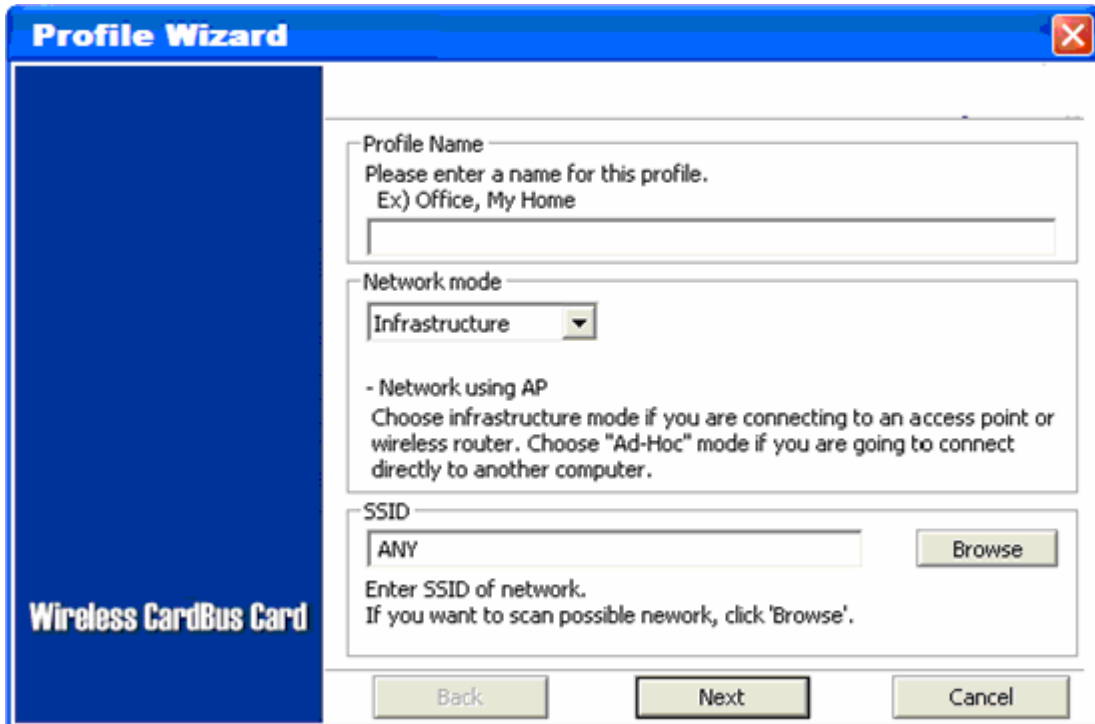 Profile Wizard
Profile Name
Please enter a name for this profile.
Ex) Office, My Home
Network mode
Infrastructure
- Network using AP
Choose infrastructure mode if you are connecting to an access point or
wireless router. Choose "Ad-Hoc" mode if you are going to connect
directly to another computer.
SSID
ANY
Browse
Enter SSID of network.
If you want to scan possible nework, click 'Browse'.
Wireless CardBus Card
Back
Next
Cancel